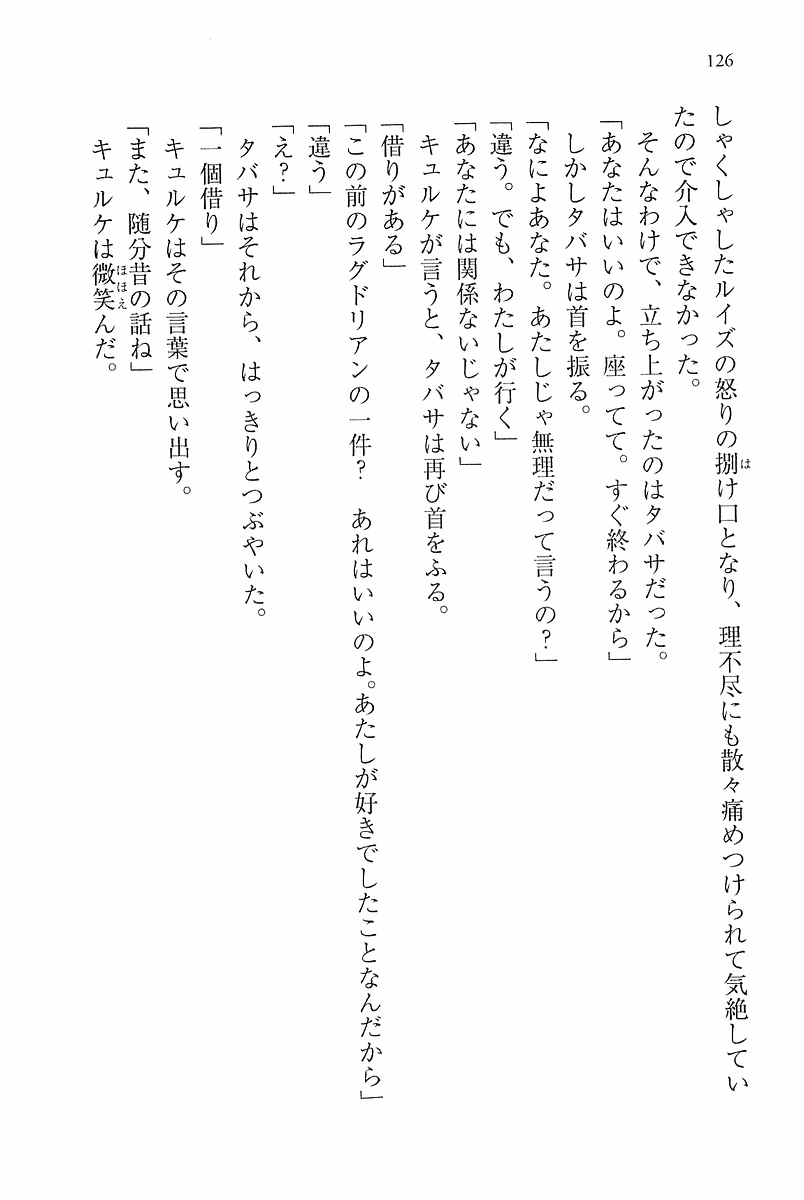 126
しゃくしゃしたルイズの怒りの捌け口となり、理不尽にも散々痛めつけられて気絶してい
たので介入できなかった。
そんなわけで、立ち上がったのはタバサだった。
「あなたはいいのよ。座ってて。すぐ終わるから」
しかしタバサは首を振る。
「なによあなた。あたしじゃ無理だって言うの？」
「違う。でも、わたしが行く」
「あなたには関係ないじゃない」
キュルケが言うと、タバサは再び首をふる。
「借りがある」
「この前のラグドリアンの一件？　あれはいいのよ。あたしが好きでしたことなんだから」
「違う」
「え？」
タバサはそれから、はっきりとつぶやいた。
「一個借り」
キュルケはその言葉で思い出す。
「また、随分昔の話ね」
キュルケは微笑んだ。